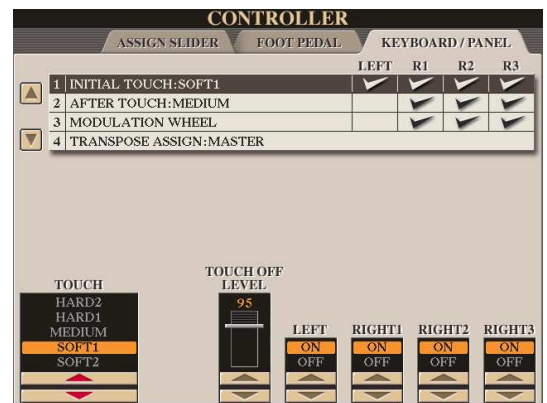 CONTROLLER
ASSIGN SLIDER FOOT PEDAL KEYBOARD / PANEL
LEFT R1 R2 R3
1 INITIAL TOUCH:SOFT1
2 AFTER TOUCH:MEDIUM
3 MODULATION WHEEL
4 TRANSPOSE ASSIGN:MASTER
TOUCH
HARD2
HARD1
MEDIUM
SOFT1
SOFT2
TOUCH OFF
LEVEL
95
LEFT RIGHT1 RIGHT2 RIGHT3
ON ON ON ON
OFF OFF OFF OFF